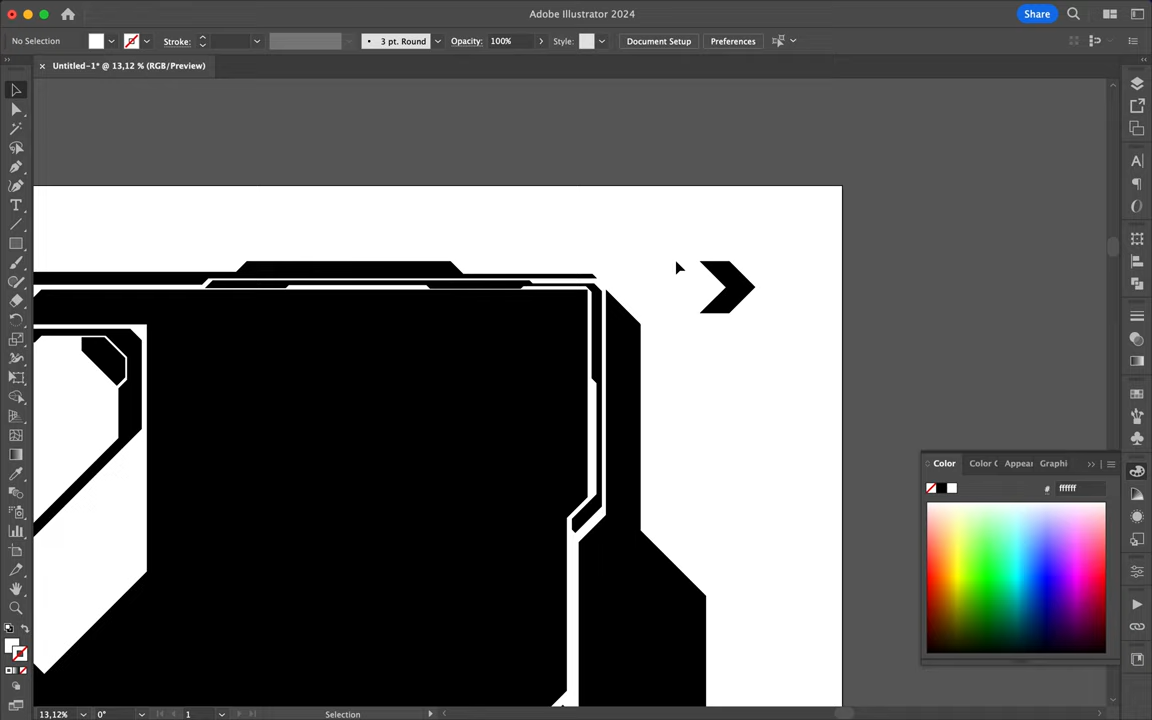 Adobe Illustrator 2024
Share
No Selection
Stroke:
3 pt. Round
Opacity:
100%
Style:
Document Setup
Preferences
Untitled-1* @ 13,12 % (RGB/Preview)
Color
Color C
Appear
Graphi
#
ffffff
13,12%
0°
1
Selection